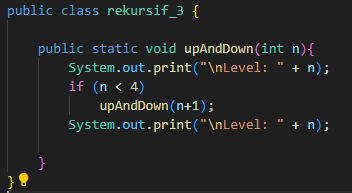 public class rekursif_3 {
public static void upAndDown(int n){
System.out.print("\nLevel: " + n);
if (n < 4)
upAndDown(n+1);
System.out.print("\nLevel: " + n);
}
}